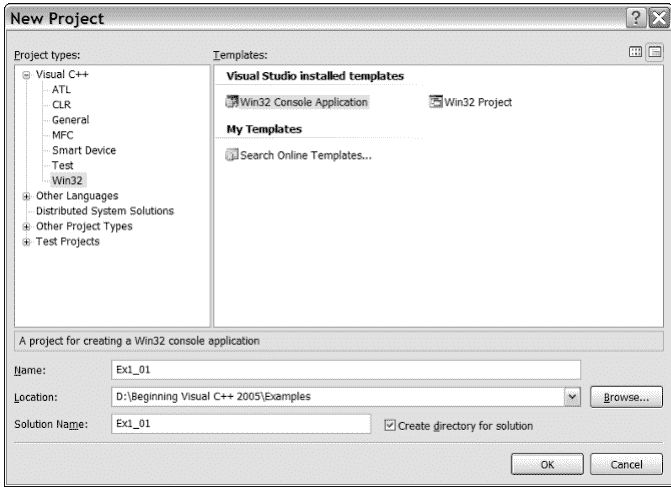 New Project
Project types:
Templates:
Visual C++
ATL
CLR
General
MFC
Smart Device
Test
Win32
Other Languages
Distributed System Solutions
Other Project Types
Test Projects
Visual Studio installed templates
Win32 Console Application
Win32 Project
My Templates
Search Online Templates...
A project for creating a Win32 console application
Name:
Ex1_01
Location:
D:\Beginning Visual C++ 2005\Examples
Browse...
Solution Name:
Ex1_01
Create directory for solution
OK
Cancel